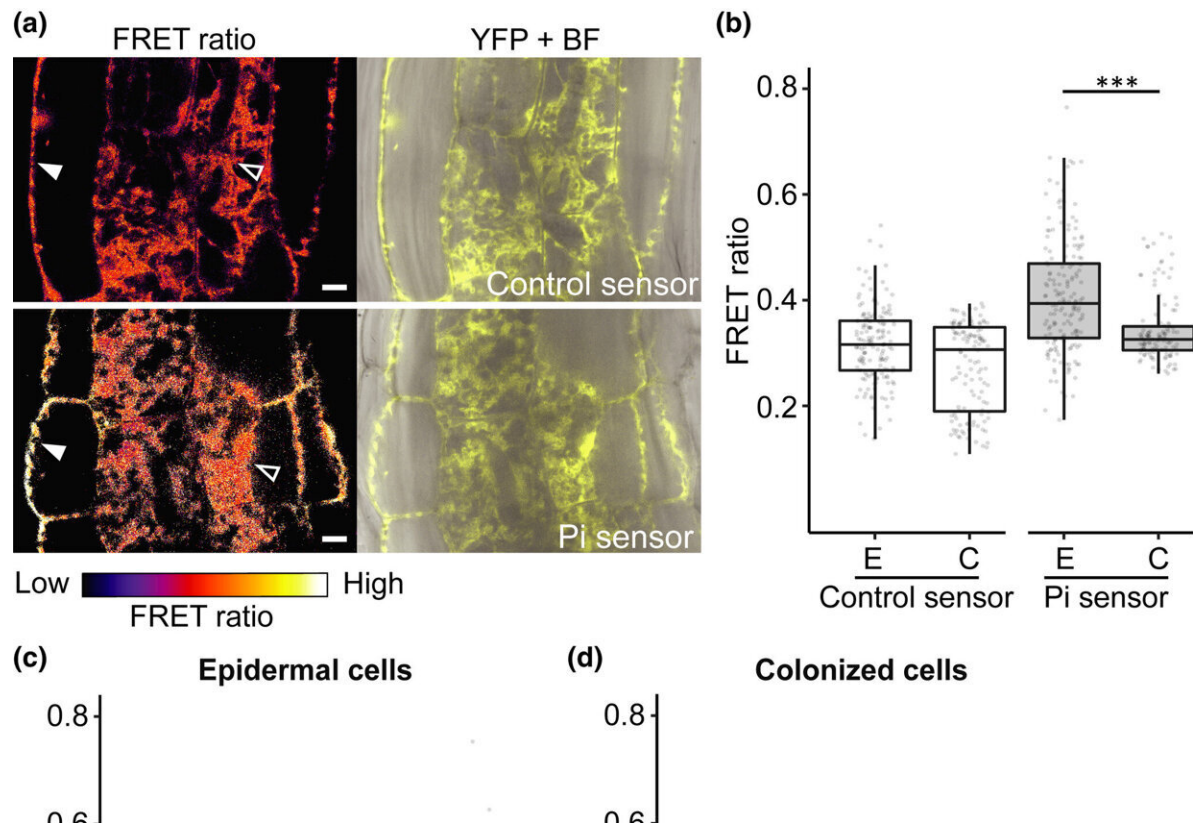 (a)
FRET ratio
YFP + BF
Control sensor
Pi sensor
Low
High
FRET ratio
(b)
***
0.8
0.6
0.4
0.2
FRET ratio
E
C
E
C
Control sensor
Pi sensor
(c)
Epidermal cells
0.8
0.6
(d)
Colonized cells
0.8
0.6